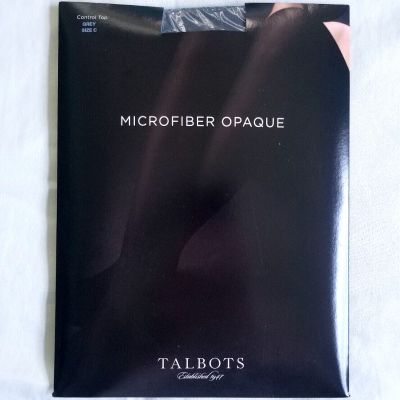 Control Top
GREY
SIZE C
MICROFIBER OPAQUE
TALBOTS
Established 1947